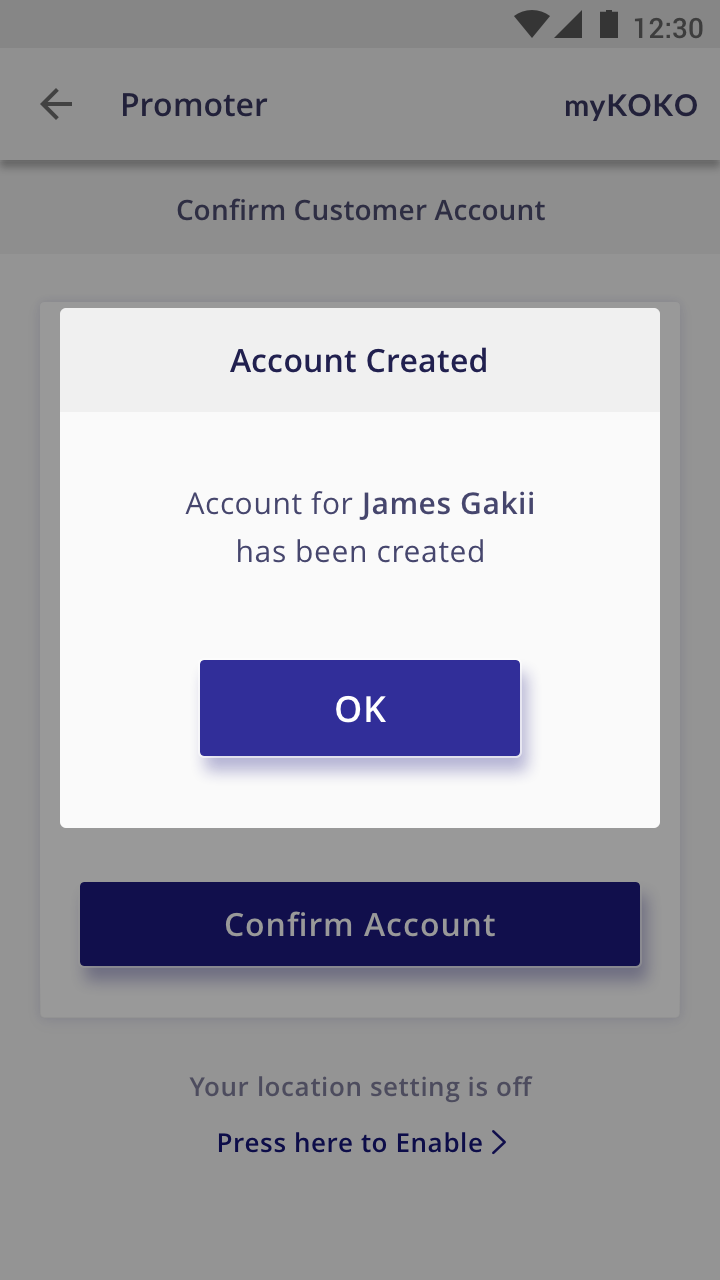 12:30
Promoter
myKOKO
Confirm Customer Account
Account Created
Account for James Gakii
has been created
OK
Confirm Account
Your location setting is off
Press here to Enable